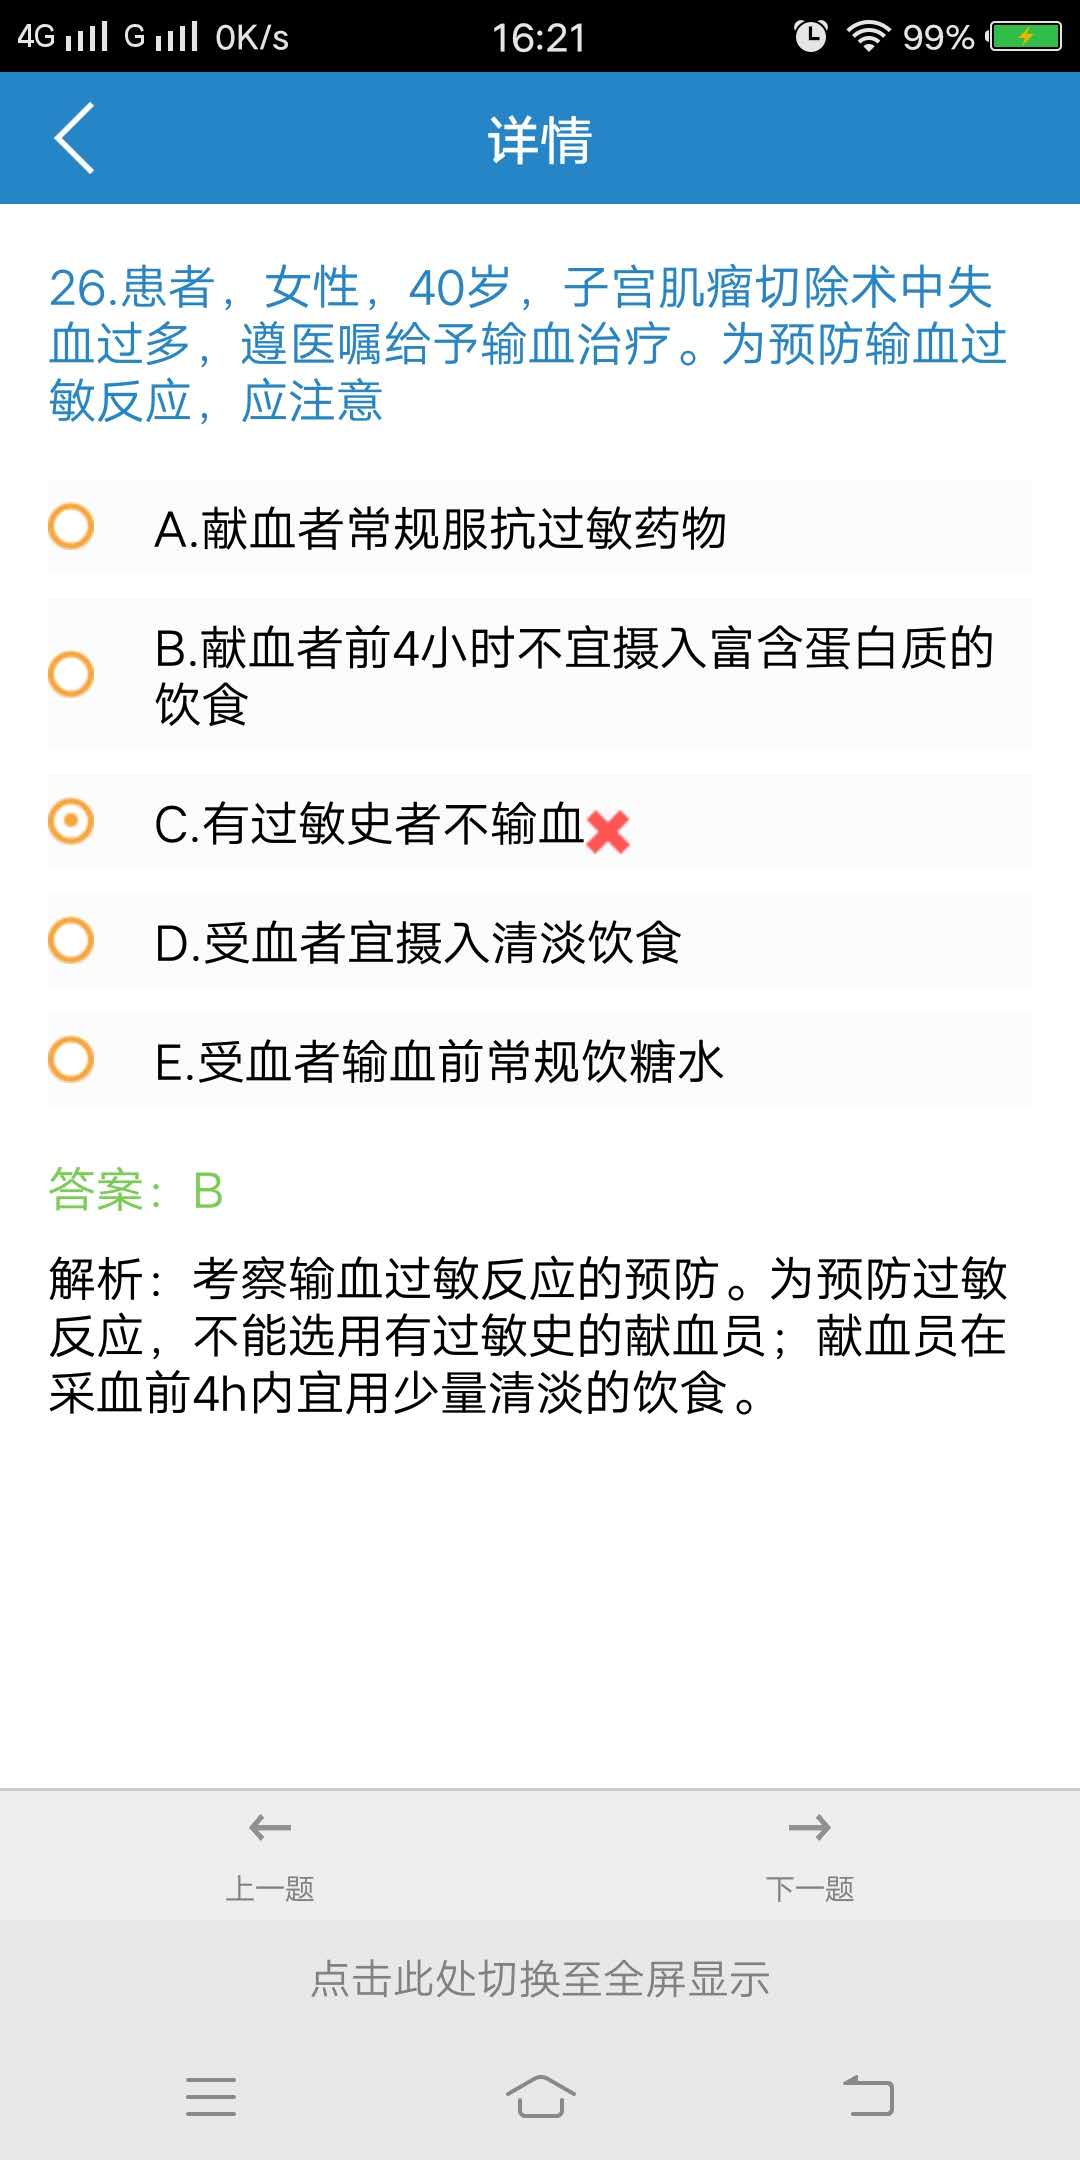 4G G 0K/s 16:21 99%
详情
26.患者，女性，40岁，子宫肌瘤切除术中失
血过多，遵医嘱给予输血治疗。为预防输血过
敏反应，应注意
A.献血者常规服抗过敏药物
B.献血者前4小时不宜摄入富含蛋白质的
饮食
C.有过敏史者不输血
D.受血者宜摄入清淡饮食
E.受血者输血前常规饮糖水
答案：B
解析：考察输血过敏反应的预防。为预防过敏
反应，不能选用有过敏史的献血员；献血员在
采血前4h内宜用少量清淡的饮食。
上一题 下一题
点击此处切换至全屏显示